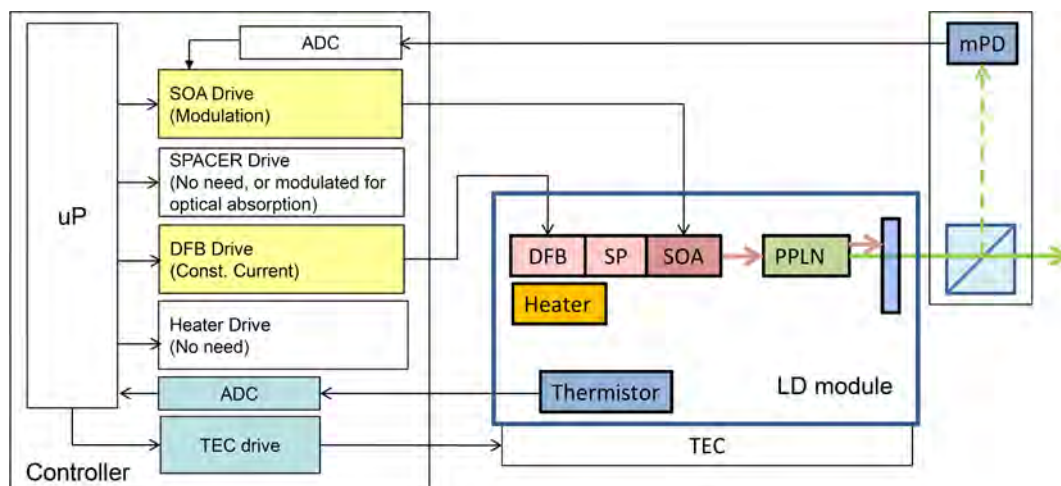 ADC
mPD
SOA Drive
(Modulation)
SPACER Drive
(No need, or modulated for
optical absorption)
uP
DFB Drive
(Const. Current)
DFB
SP
SOA
PPLN
Heater
Heater Drive
(No need)
ADC
Thermistor
LD module
TEC drive
TEC
Controller